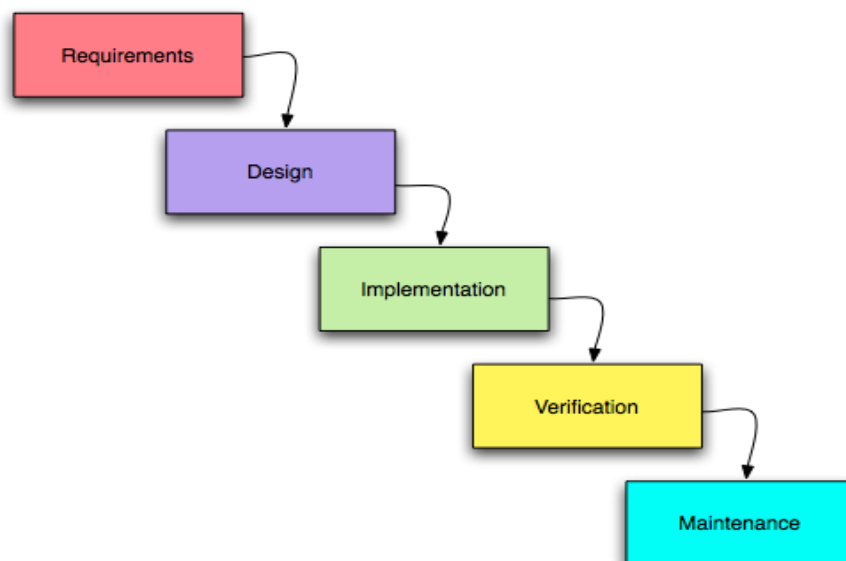 Requirements
Design
Implementation
Verification
Maintenance